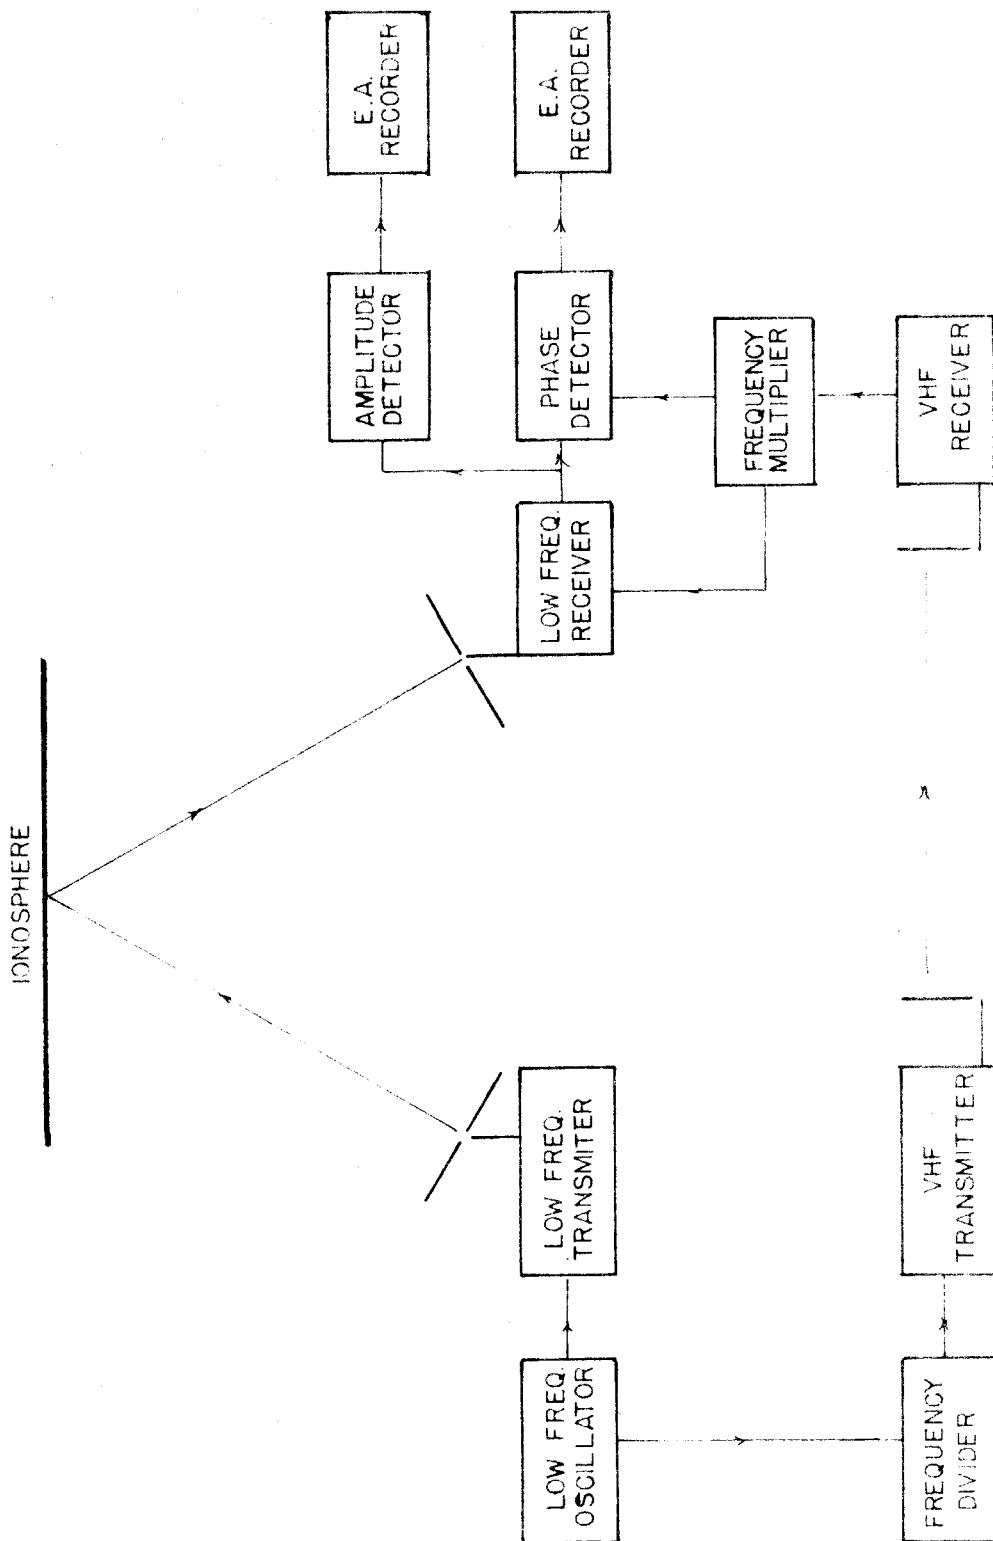 IONOSPHERE
LOW FREQ.
OSCILLATOR
LOW FREQ.
TRANSMITER
LOW FREQ.
RECEIVER
AMPLITUDE
DETECTOR
E.A.
RECORDER
PHASE
DETECTOR
E.A.
RECORDER
FREQUENCY
MULTIPLIER
FREQUENCY
DIVIDER
VHF
TRANSMITTER
VHF
RECEIVER